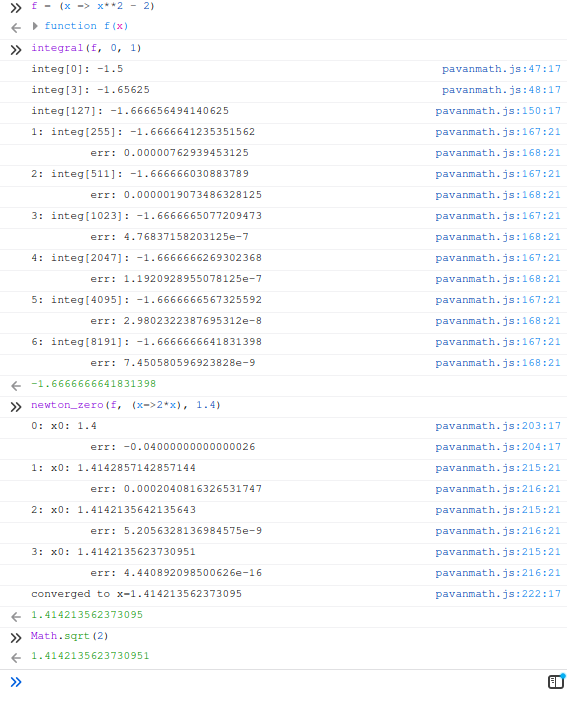 f = (x => x**2 - 2)
function f(x)
integral(f, 0, 1)
integ[0]: -1.5 pavanmath.js:47:17
integ[3]: -1.65625 pavanmath.js:48:17
integ[127]: -1.666656494140625 pavanmath.js:150:17
1: integ[255]: -1.6666641235351562 pavanmath.js:167:21
err: 0.00000762939453125 pavanmath.js:168:21
2: integ[511]: -1.666666030883789 pavanmath.js:167:21
err: 0.0000019073486328125 pavanmath.js:168:21
3: integ[1023]: -1.6666665077209473 pavanmath.js:167:21
err: 4.76837158203125e-7 pavanmath.js:168:21
4: integ[2047]: -1.6666666269302368 pavanmath.js:167:21
err: 1.1920928955078125e-7 pavanmath.js:168:21
5: integ[4095]: -1.6666666567325592 pavanmath.js:167:21
err: 2.9802322387695312e-8 pavanmath.js:168:21
6: integ[8191]: -1.6666666641831398 pavanmath.js:167:21
err: 7.450580596923828e-9 pavanmath.js:168:21
-1.6666666641831398
newton_zero(f, (x=>2*x), 1.4)
0: x0: 1.4 pavanmath.js:203:17
err: -0.04000000000000026 pavanmath.js:204:17
1: x0: 1.4142857142857144 pavanmath.js:215:21
err: 0.0002040816326531747 pavanmath.js:216:21
2: x0: 1.4142135642135643 pavanmath.js:215:21
err: 5.2056328136984575e-9 pavanmath.js:216:21
3: x0: 1.4142135623730951 pavanmath.js:215:21
err: 4.440892098500626e-16 pavanmath.js:216:21
converged to x=1.414213562373095 pavanmath.js:222:17
1.414213562373095
Math.sqrt(2)
1.4142135623730951